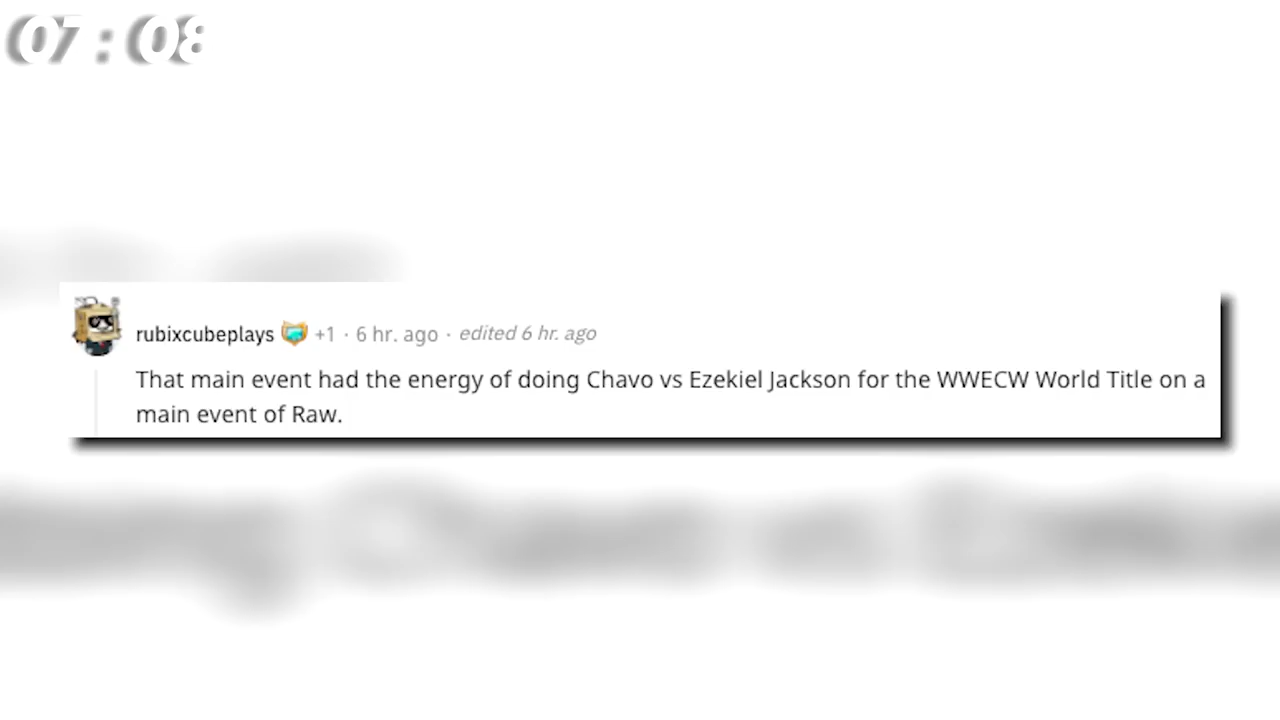 07:08
rubixcubeplays +1 · 6 hr. ago · edited 6 hr. ago
That main event had the energy of doing Chavo vs Ezekiel Jackson for the WWECW World Title on a
main event of Raw.